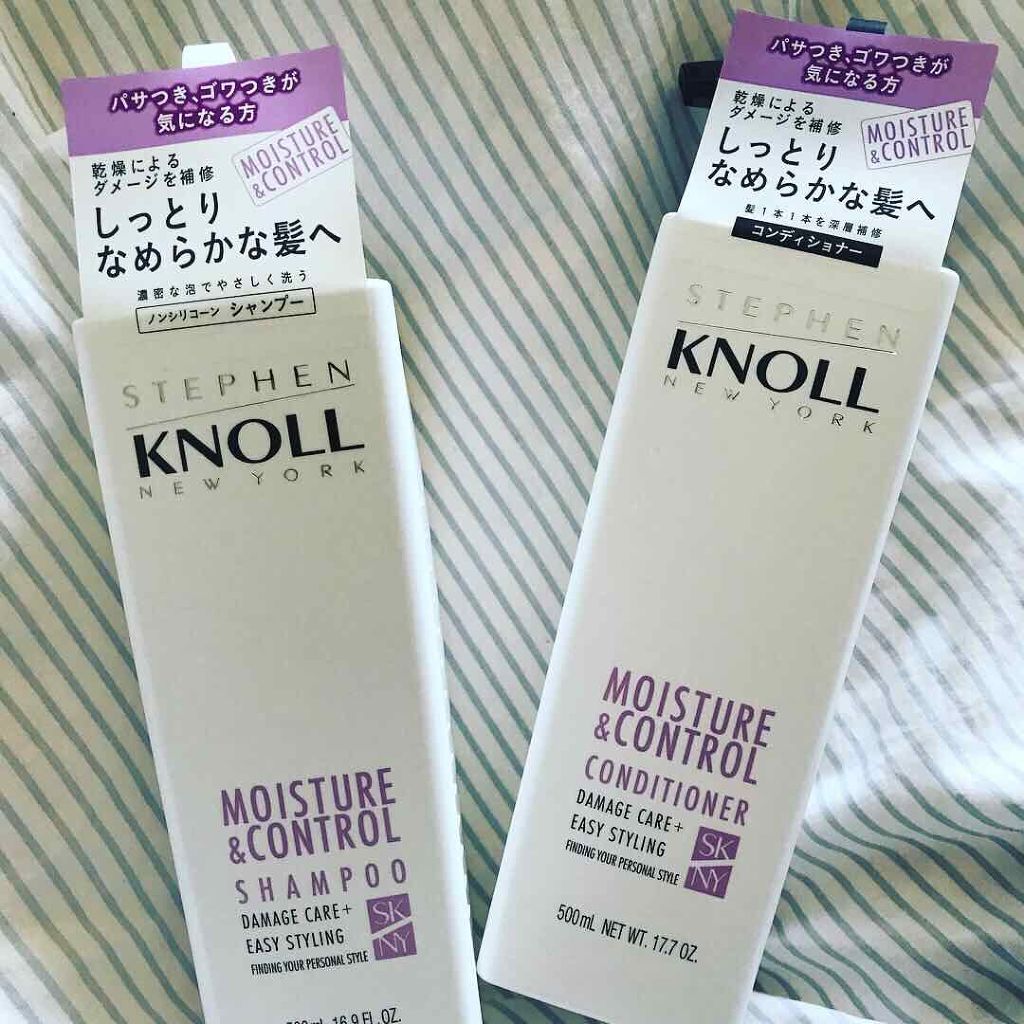 パサつき、ゴワつきが
気になる方
MOISTURE
&CONTROL
乾燥による
ダメージを補修
しっとり
なめらかな髪へ
濃密な泡でやさしく洗う
ノンシリコーン シャンプー
STEPHEN
KNOLL
NEW YORK
MOISTURE
&CONTROL
SHAMPOO
DAMAGE CARE+
EASY STYLING
FINDING YOUR PERSONAL STYLE
SK
NY
500mL 16.9 FL.OZ.
パサつき、ゴワつきが
気になる方
乾燥による
ダメージを補修
MOISTURE
&CONTROL
しっとり
なめらかな髪へ
髪1本1本を深層補修
コンディショナー
STEPHEN
KNOLL
NEW YORK
MOISTURE
&CONTROL
CONDITIONER
DAMAGE CARE+
EASY STYLING
FINDING YOUR PERSONAL STYLE
SK
NY
500mL NET WT. 17.7 OZ.